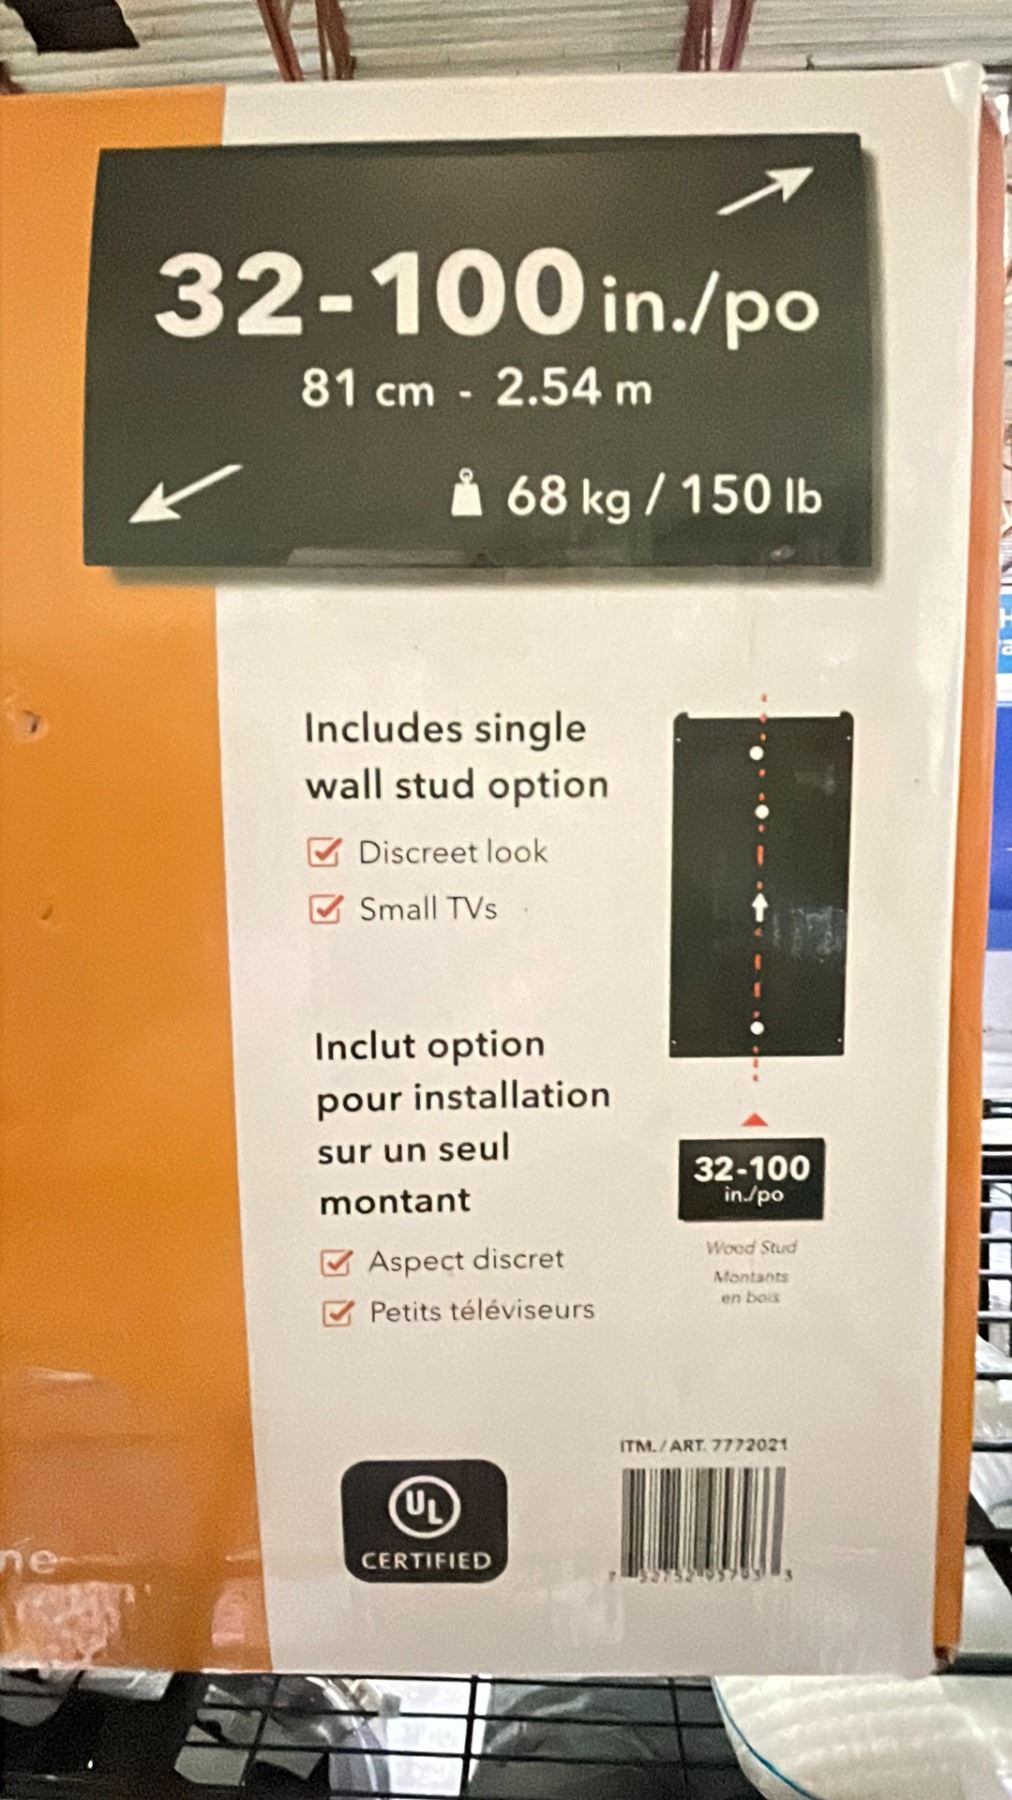 32-100 in./po
81 cm - 2.54 m
68 kg / 150 lb
Includes single
wall stud option
Discreet look
Small TVs
Inclut option
pour installation
sur un seul
montant
Aspect discret
Petits téléviseurs
32-100
in./po
Wood Stud
Montants
en bois
ITM. / ART. 7772021
UL
CERTIFIED
ne